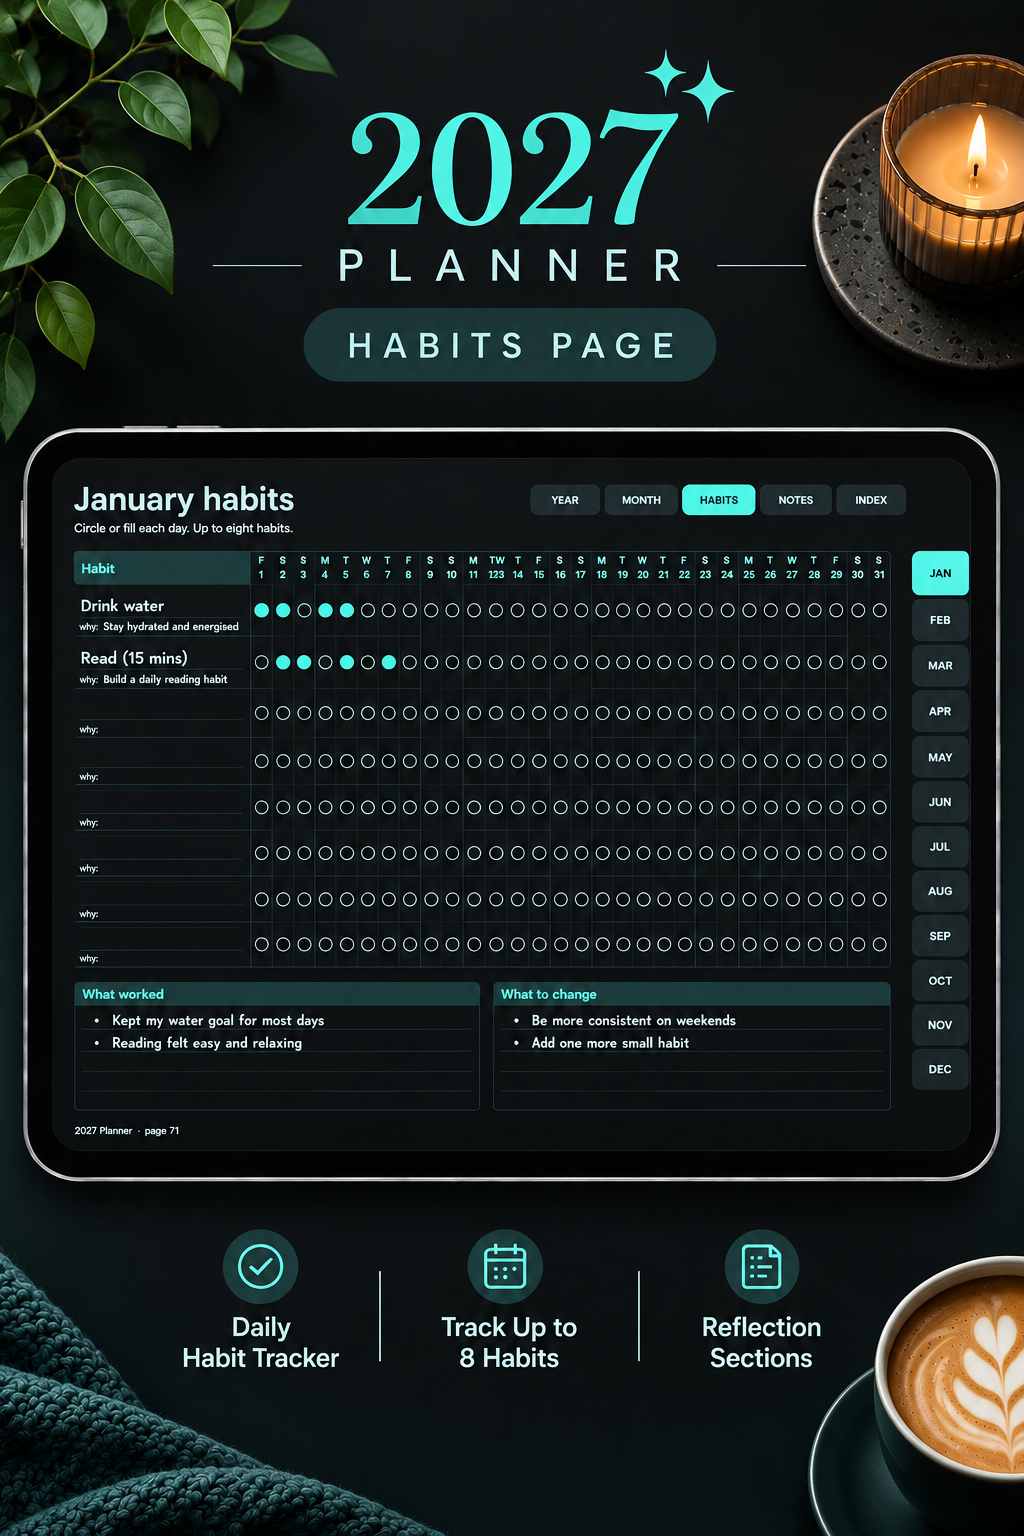 2027
PLANNER
HABITS PAGE
January habits
Circle or fill each day. Up to eight habits.
YEAR MONTH HABITS NOTES INDEX
Habit
F S S M T W T F S S M TW T F S S M T W T F S S M T W T F S S
1 2 3 4 5 6 7 8 9 10 11 123 14 15 16 17 18 19 20 21 22 23 24 25 26 27 28 29 30 31
Drink water
why: Stay hydrated and energised
Read (15 mins)
why: Build a daily reading habit
why:
why:
why:
why:
why:
why:
JAN
FEB
MAR
APR
MAY
JUN
JUL
AUG
SEP
OCT
NOV
DEC
What worked
• Kept my water goal for most days
• Reading felt easy and relaxing
What to change
• Be more consistent on weekends
• Add one more small habit
2027 Planner · page 71
Daily
Habit Tracker
Track Up to
8 Habits
Reflection
Sections